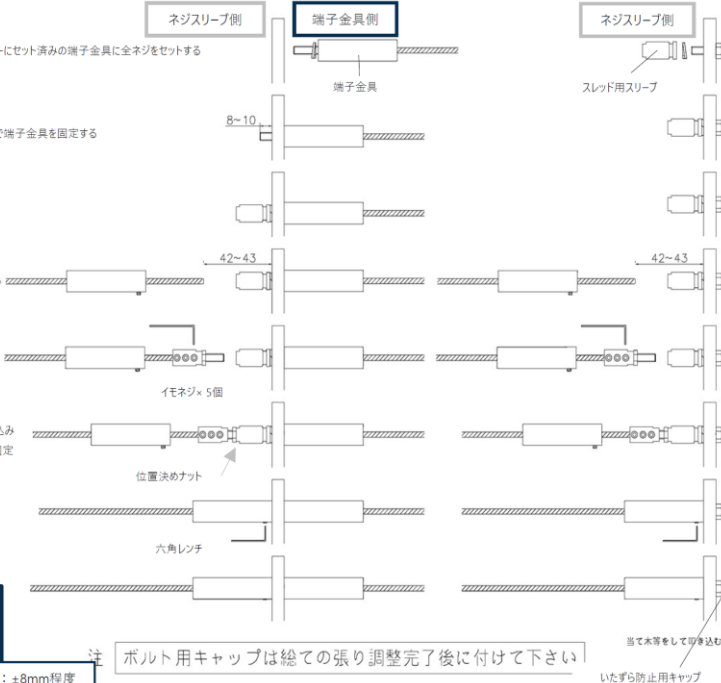 ネジスリーブ側
端子金具側
ネジスリーブ側
にセット済みの端子金具に全ネジをセットする
端子金具
スレッド用スリーブ
8~10
で端子金具を固定する
42~43
42~43
イモネジ× 5個
込み
固定
位置決めナット
六角レンチ
注 ボルト用キャップは総ての張り調整完了後に付けて下さい
当て木等をして叩き込む
：±8mm程度
いたずら防止用キャップ